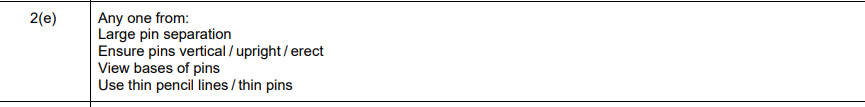 2(e)
Any one from:
Large pin separation
Ensure pins vertical / upright / erect
View bases of pins
Use thin pencil lines / thin pins